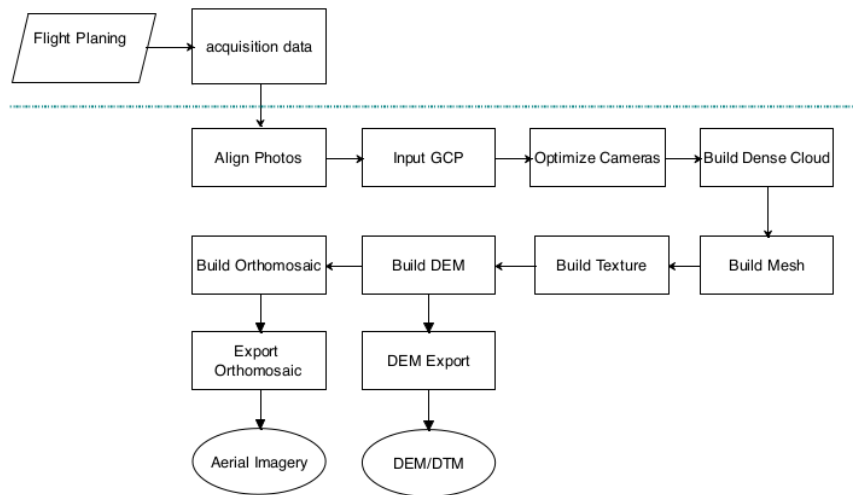 Flight Planing
acquisition data
Align Photos
Input GCP
Optimize Cameras
Build Dense Cloud
Build Orthomosaic
Build DEM
Build Texture
Build Mesh
Export
Orthomosaic
DEM Export
Aerial Imagery
DEM/DTM